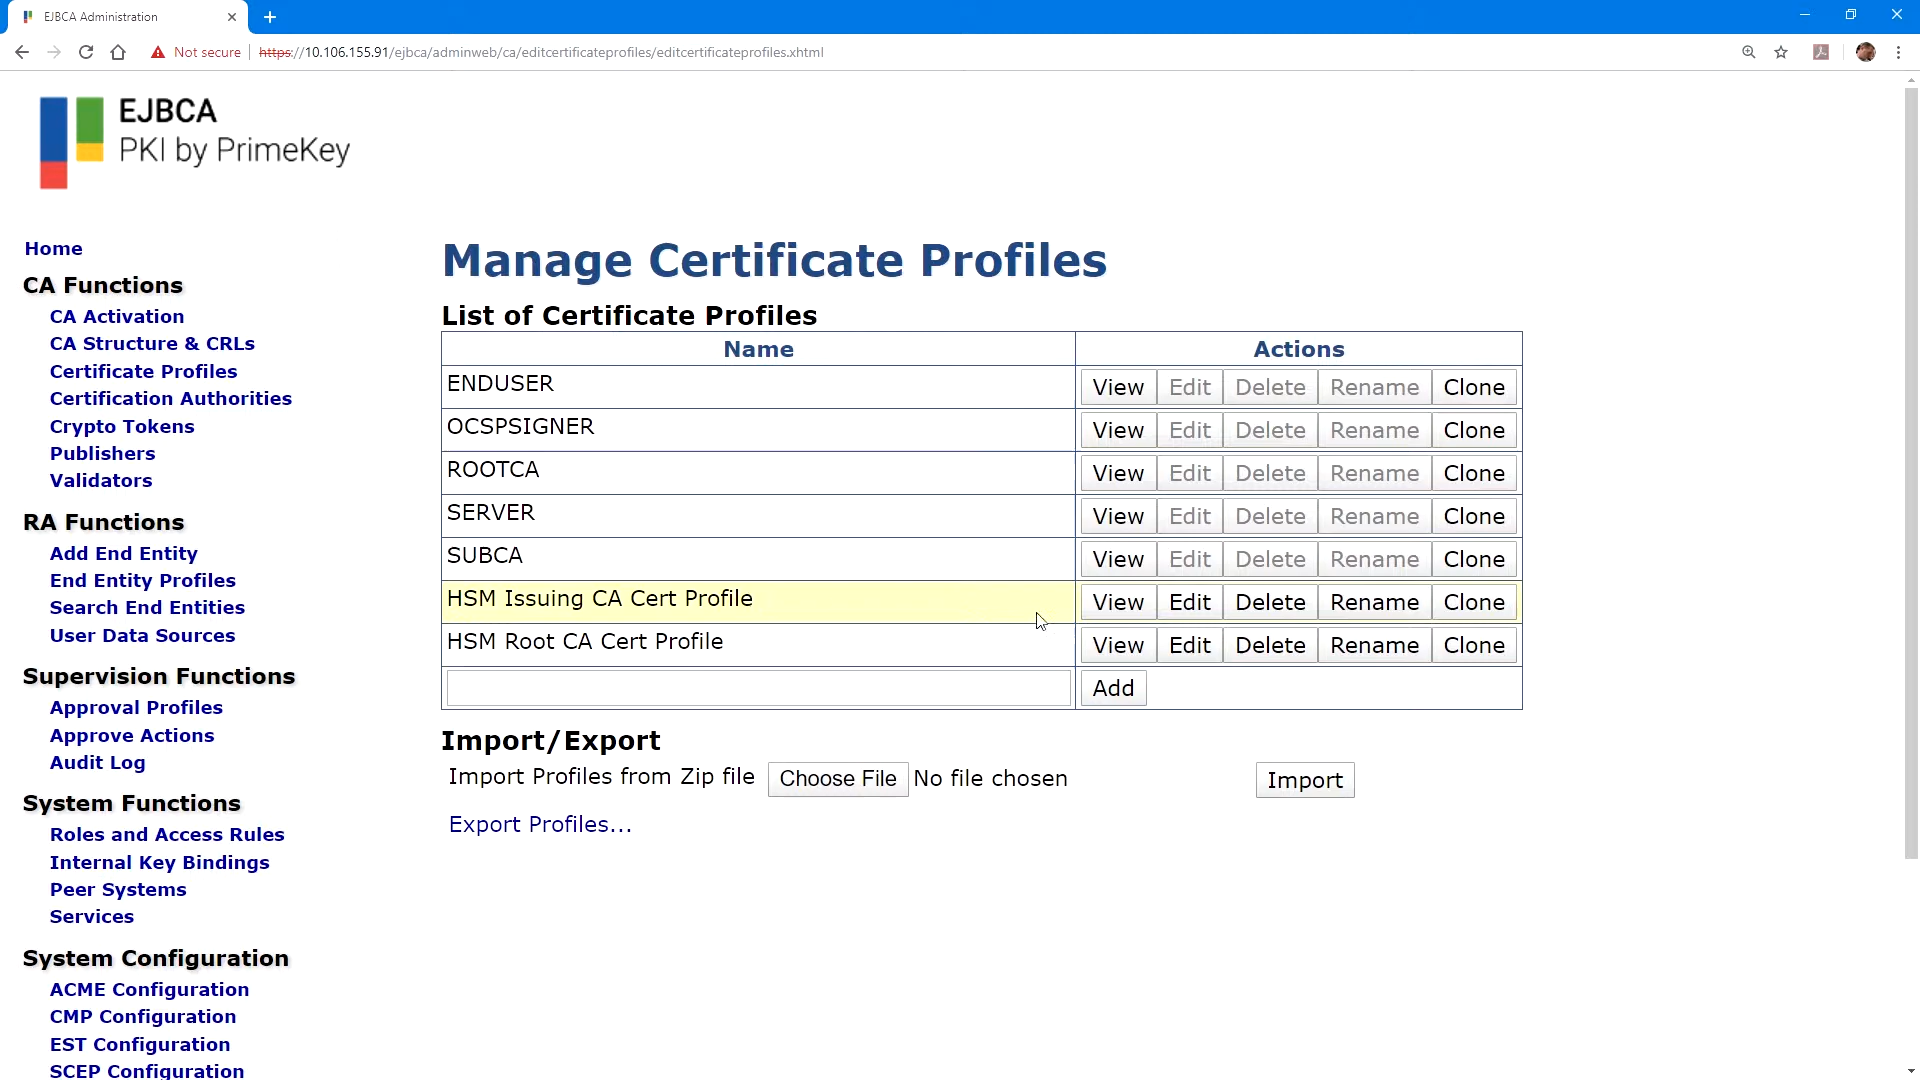 EJBCA Administration
Not secure
https://10.106.155.91/ejbca/adminweb/ca/editcertificateprofiles/editcertificateprofiles.xhtml
EJBCA
PKI by PrimeKey
Home
CA Functions
CA Activation
CA Structure & CRLs
Certificate Profiles
Certification Authorities
Crypto Tokens
Publishers
Validators
RA Functions
Add End Entity
End Entity Profiles
Search End Entities
User Data Sources
Supervision Functions
Approval Profiles
Approve Actions
Audit Log
System Functions
Roles and Access Rules
Internal Key Bindings
Peer Systems
Services
System Configuration
ACME Configuration
CMP Configuration
EST Configuration
SCEP Configuration
Manage Certificate Profiles
List of Certificate Profiles
Name Actions
ENDUSER View Edit Delete Rename Clone
OCSPSIGNER View Edit Delete Rename Clone
ROOTCA View Edit Delete Rename Clone
SERVER View Edit Delete Rename Clone
SUBCA View Edit Delete Rename Clone
HSM Issuing CA Cert Profile View Edit Delete Rename Clone
HSM Root CA Cert Profile View Edit Delete Rename Clone
Add
Import/Export
Import Profiles from Zip file Choose File No file chosen Import
Export Profiles...